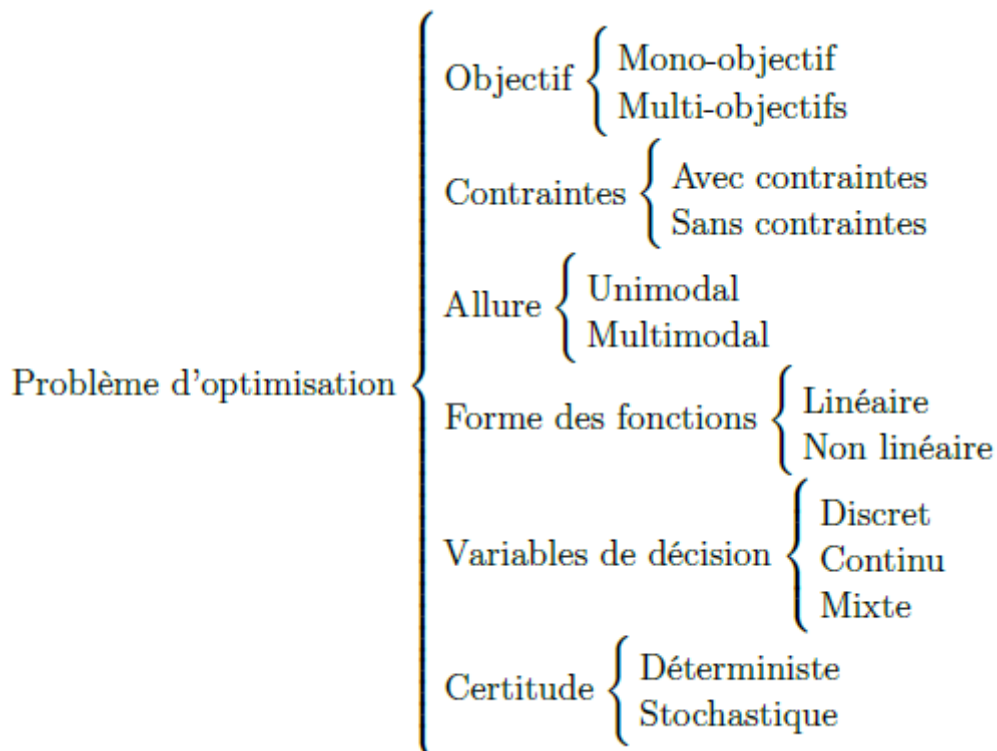 Problème d'optimisation
Objectif
Mono-objectif
Multi-objectifs
Contraintes
Avec contraintes
Sans contraintes
Allure
Unimodal
Multimodal
Forme des fonctions
Linéaire
Non linéaire
Variables de décision
Discret
Continu
Mixte
Certitude
Déterministe
Stochastique